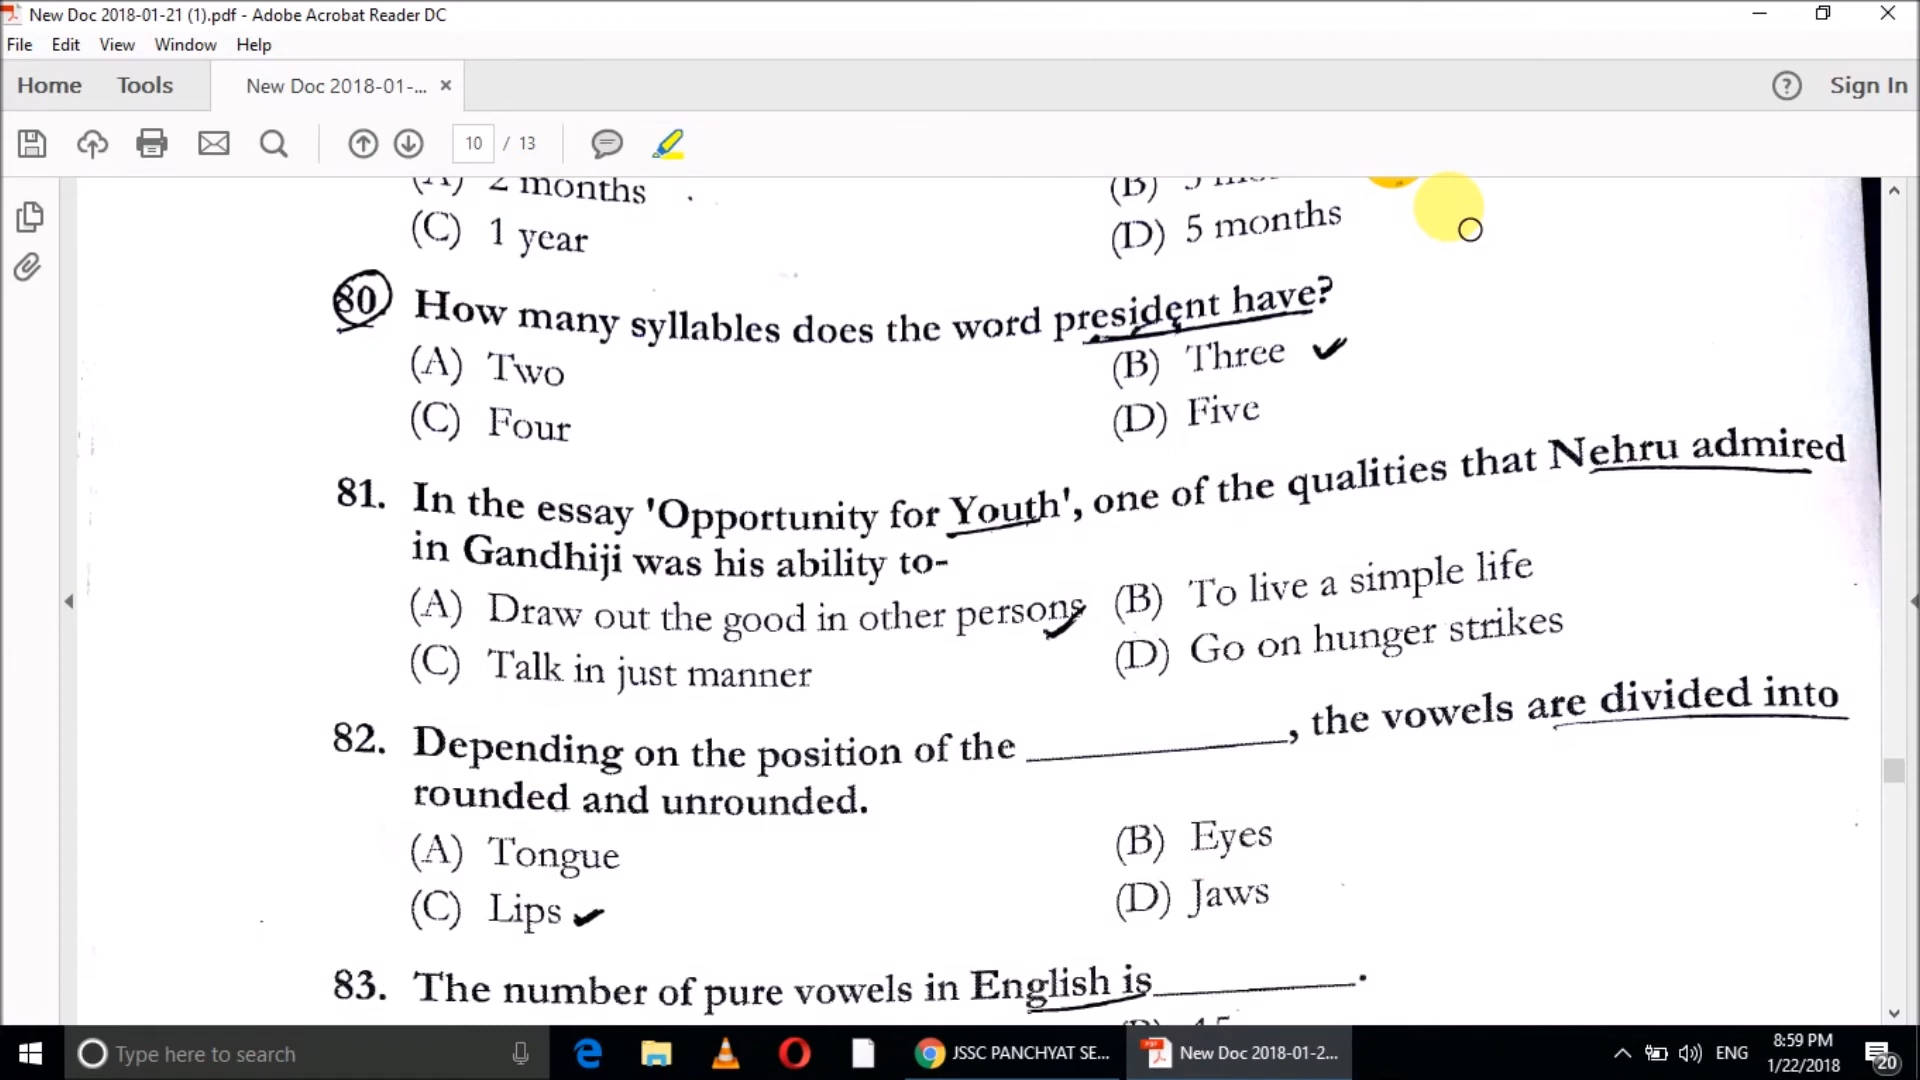 New Doc 2018-01-21 (1).pdf - Adobe Acrobat Reader DC
File Edit View Window Help
Home Tools New Doc 2018-01-... × Sign In
10 / 13
(A) 2 months (B)
(C) 1 year (D) 5 months
80. How many syllables does the word president have?
(A) Two (B) Three
(C) Four (D) Five
81. In the essay 'Opportunity for Youth', one of the qualities that Nehru admired
in Gandhiji was his ability to-
(A) Draw out the good in other persons (B) To live a simple life
(C) Talk in just manner (D) Go on hunger strikes
82. Depending on the position of the ____________, the vowels are divided into
rounded and unrounded.
(A) Tongue (B) Eyes
(C) Lips (D) Jaws
83. The number of pure vowels in English is__________.
Type here to search JSSC PANCHYAT SE... New Doc 2018-01-2... ENG 8:59 PM
1/22/2018 20